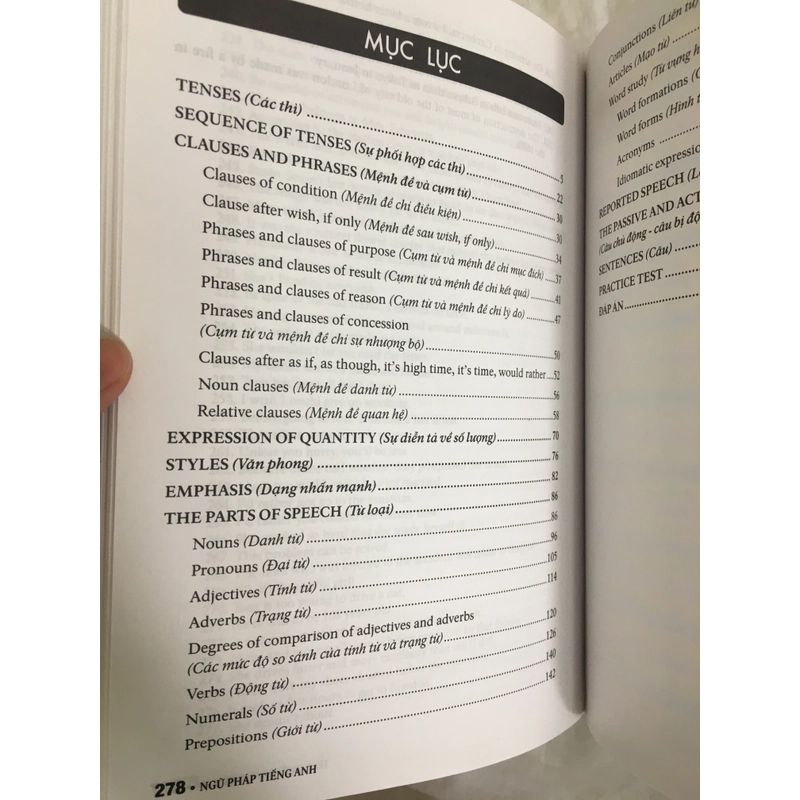 MỤC LỤC
TENSES (Các thì) ........ 5
SEQUENCE OF TENSES (Sự phối hợp các thì) ........ 22
CLAUSES AND PHRASES (Mệnh đề và cụm từ) ........ 30
Clauses of condition (Mệnh đề chỉ điều kiện) ........ 30
Clause after wish, if only (Mệnh đề sau wish, if only) ........ 34
Phrases and clauses of purpose (Cụm từ và mệnh đề chỉ mục đích) ..... 37
Phrases and clauses of result (Cụm từ và mệnh đề chỉ kết quả) ........ 41
Phrases and clauses of reason (Cụm từ và mệnh đề chỉ lý do) ........ 47
Phrases and clauses of concession
(Cụm từ và mệnh đề chỉ sự nhượng bộ) ........ 50
Clauses after as if, as though, it's high time, it's time, would rather .... 52
Noun clauses (Mệnh đề danh từ) ........ 56
Relative clauses (Mệnh đề quan hệ) ........ 58
EXPRESSION OF QUANTITY (Sự diễn tả về số lượng) ........ 70
STYLES (Văn phong) ........ 76
EMPHASIS (Dạng nhấn mạnh) ........ 82
THE PARTS OF SPEECH (Từ loại) ........ 86
Nouns (Danh từ) ........ 86
Pronouns (Đại từ) ........ 96
Adjectives (Tính từ) ........ 105
Adverbs (Trạng từ) ........ 114
Degrees of comparison of adjectives and adverbs
(Các mức độ so sánh của tính từ và trạng từ) ........ 120
Verbs (Động từ) ........ 126
Numerals (Số từ) ........ 140
Prepositions (Giới từ) ........ 142
278 • NGỮ PHÁP TIẾNG ANH
Conjunctions (Liên từ)
Articles (Mạo từ)
Word study (Từ vựng
Word formations
Word forms (Hình
Acronyms
Idiomatic
REPORTED SPEECH
THE PASSIVE AND
(Câu chủ động - câu bị
SENTENCES (Câu)
PRACTICE TEST
ĐÁP ÁN